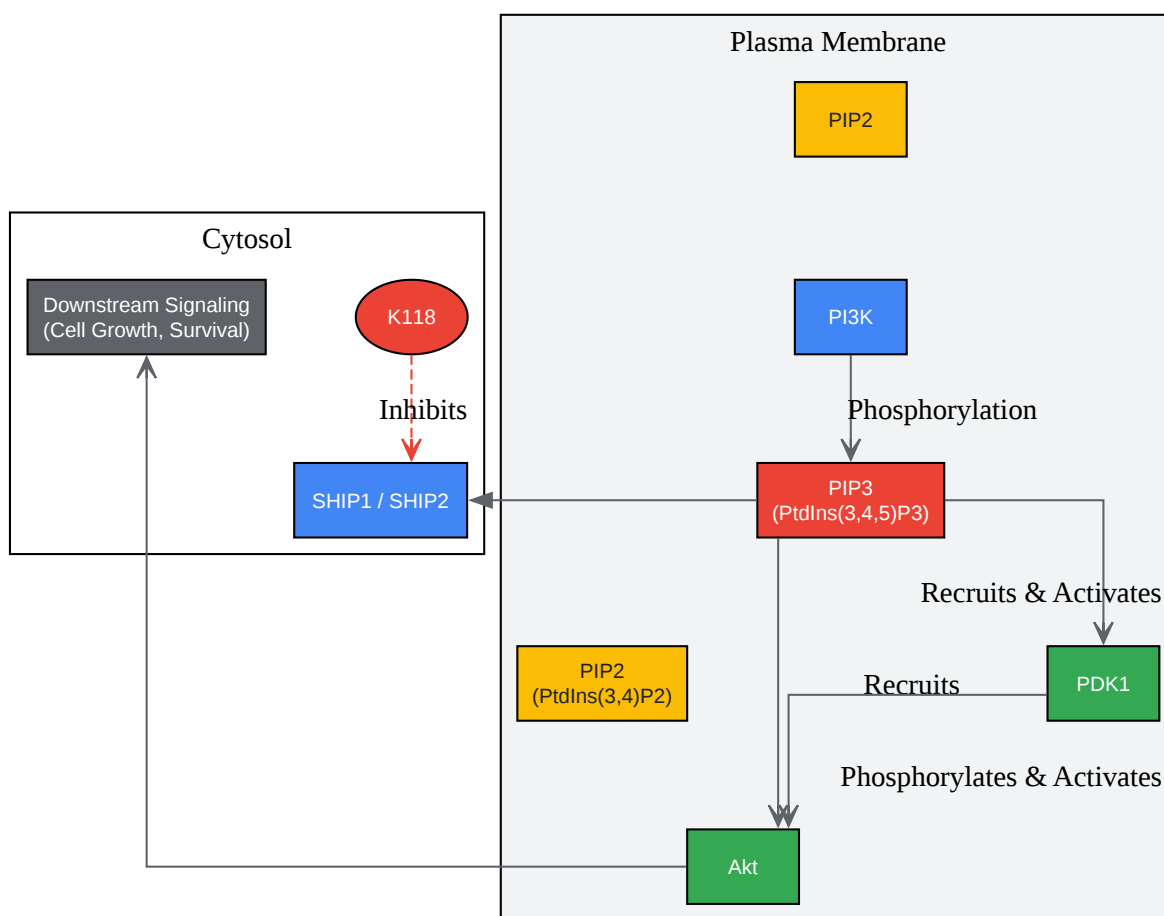 Plasma Membrane
PIP2
Cytosol
Downstream Signaling
(Cell Growth, Survival)
K118
PI3K
Inhibits
Phosphorylation
SHIP1 / SHIP2
PIP3
(PtdIns(3,4,5)P3)
Recruits & Activates
PIP2
(PtdIns(3,4)P2)
Recruits
PDK1
Phosphorylates & Activates
Akt